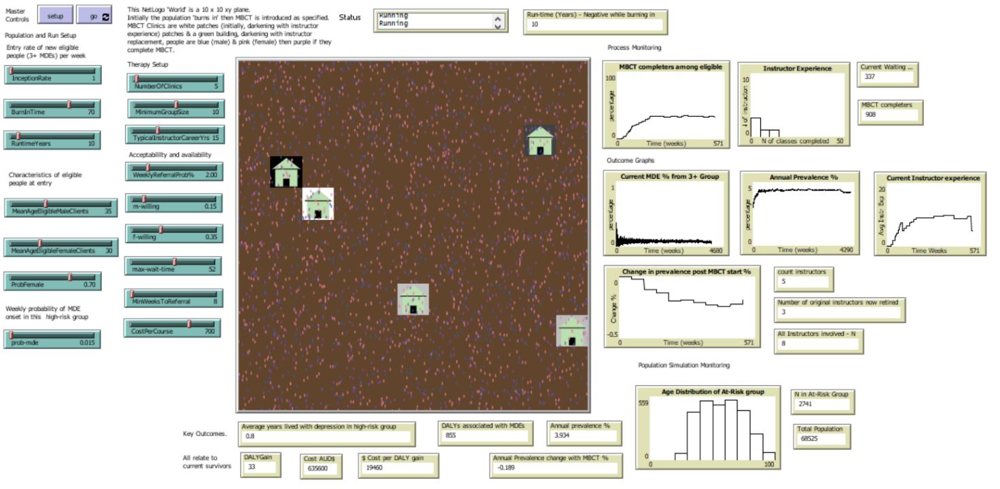 Master
Controls
setup
go
This NetLogo 'World' is a 10 x 10 xy plane.
Initially the population 'burns in' then MBCT is introduced as specified.
MBCT Clinics are white patches (initially, darkening with instructor
experience) patches & a green building, darkening with instructor
replacement, people are blue (male) & pink (female) then purple if they
complete MBCT.
Status
Running
Running
Run-time (Years) - Negative while burning in
10
Population and Run Setup
Entry rate of new eligible
people (3+ MDEs) per week
InceptionRate 1
BurnInTime 70
RuntimeYears 10
Characteristics of eligible
people at entry
MeanAgeEligibleMaleClients 35
MeanAgeEligibleFemaleClients 30
ProbFemale 0.70
Weekly probability of MDE
onset in this high-risk group
prob-mde 0.015
Therapy Setup
NumberOfClinics 5
MinimumGroupSize 10
TypicalInstructorCareerYrs 15
Acceptability and availability
WeeklyReferralProb% 2.00
m-willing 0.15
f-willing 0.35
max-wait-time 52
MinWeeksToReferral 8
CostPerCourse 700
Process Monitoring
MBCT completers among eligible
100
percentage
0
0 Time (weeks) 571
Instructor Experience
10
0
0 N of classes completed 50
Current Waiting ...
337
MBCT completers
908
Outcome Graphs
Current MDE % from 3+ Group
1
percentage
0
0 Time (weeks) 4680
Annual Prevalence %
5
percentage
0
0 Time (weeks) 4290
Current Instructor experience
20
Avg Instr Exp
0
0 Time Weeks 571
Change in prevalence post MBCT start %
0
Change %
-0.5
0 Time (weeks) 571
count instructors
5
Number of original instructors now retired
3
All Instructors involved - N
8
Population Simulation Monitoring
Age Distribution of At-Risk group
559
0
0 100
N in At-Risk Group
2741
Total Population
68525
Key Outcomes.
Average years lived with depression in high-risk group
0.8
DALYs associated with MDEs
855
Annual prevalence %
3.934
All relate to
current survivors
DALYGain
33
Cost AUD$
635600
$ Cost per DALY gain
19460
Annual Prevalence change with MBCT %
-0.189